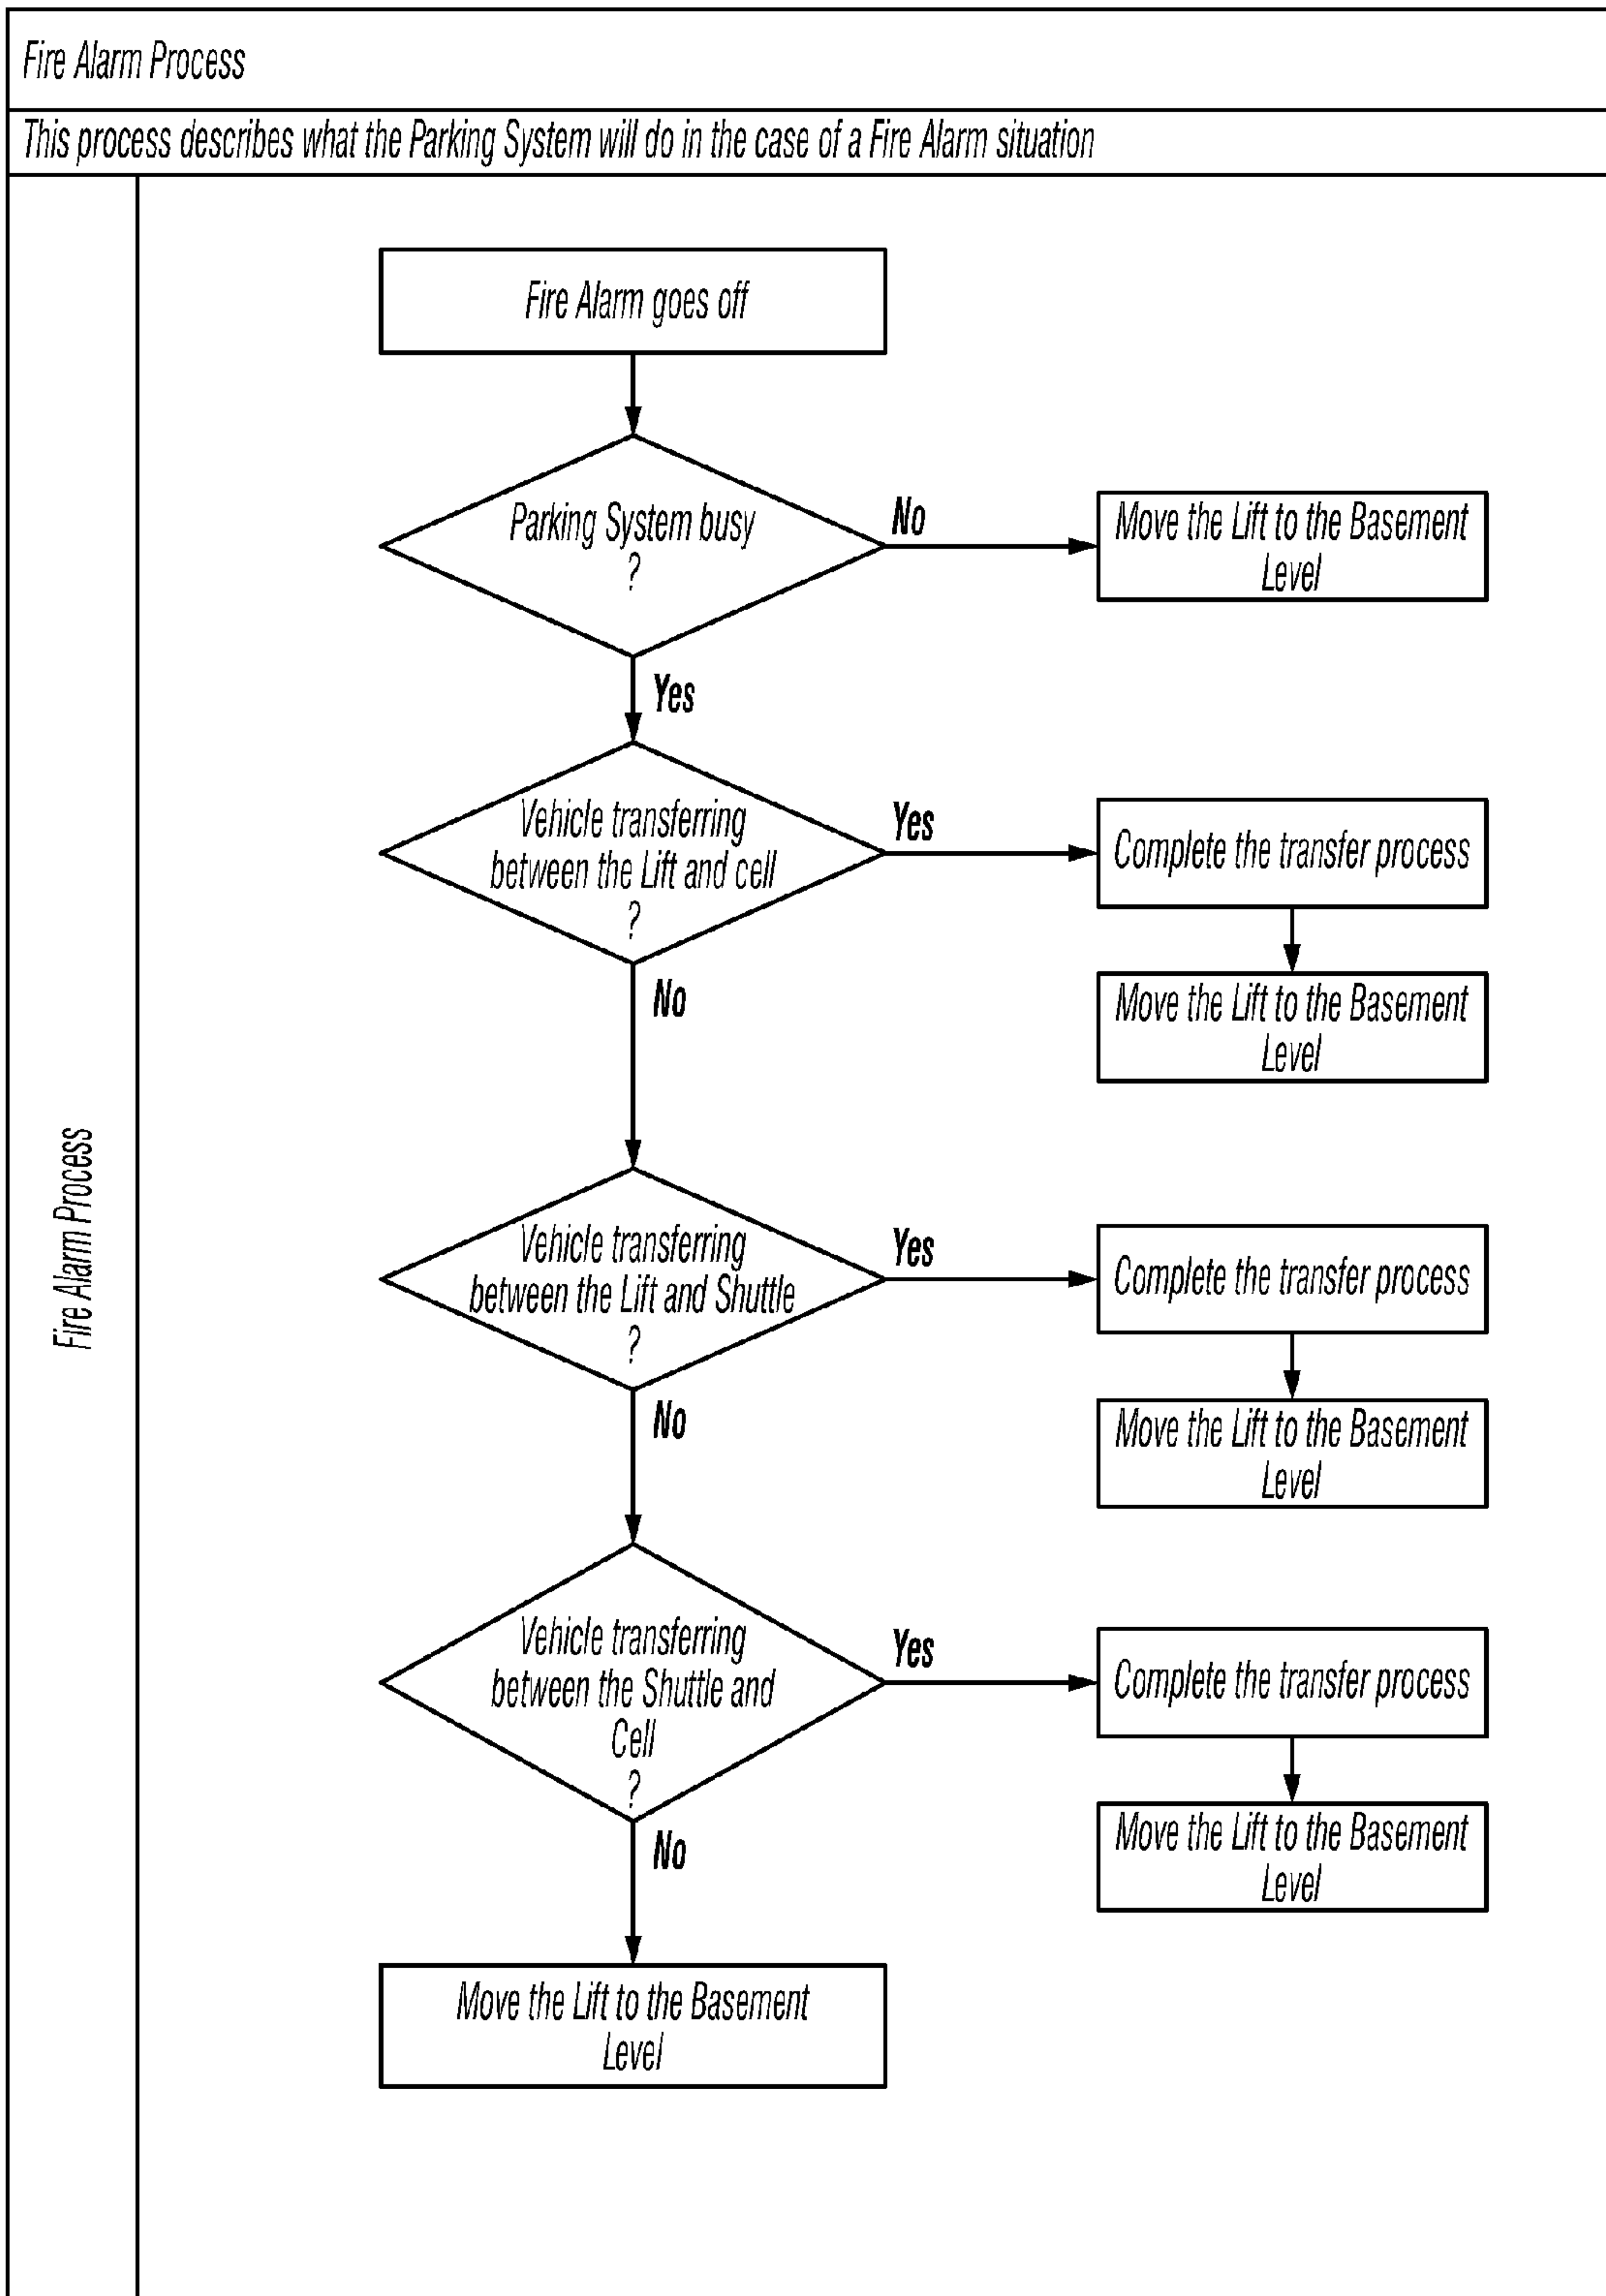 Fire Alarm Process
This process describes what the Parking System will do in the case of a Fire Alarm situation
Fire Alarm Process
Fire Alarm goes off
Parking System busy
?
No
Move the Lift to the Basement
Level
Yes
Vehicle transferring
between the Lift and cell
?
Yes
Complete the transfer process
Move the Lift to the Basement
Level
No
Vehicle transferring
between the Lift and Shuttle
?
Yes
Complete the transfer process
Move the Lift to the Basement
Level
No
Vehicle transferring
between the Shuttle and
Cell
?
Yes
Complete the transfer process
Move the Lift to the Basement
Level
No
Move the Lift to the Basement
Level